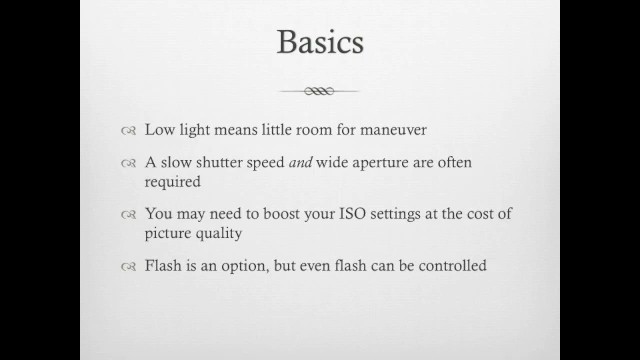 Basics
Low light means little room for maneuver
A slow shutter speed and wide aperture are often
required
You may need to boost your ISO settings at the cost of
picture quality
Flash is an option, but even flash can be controlled